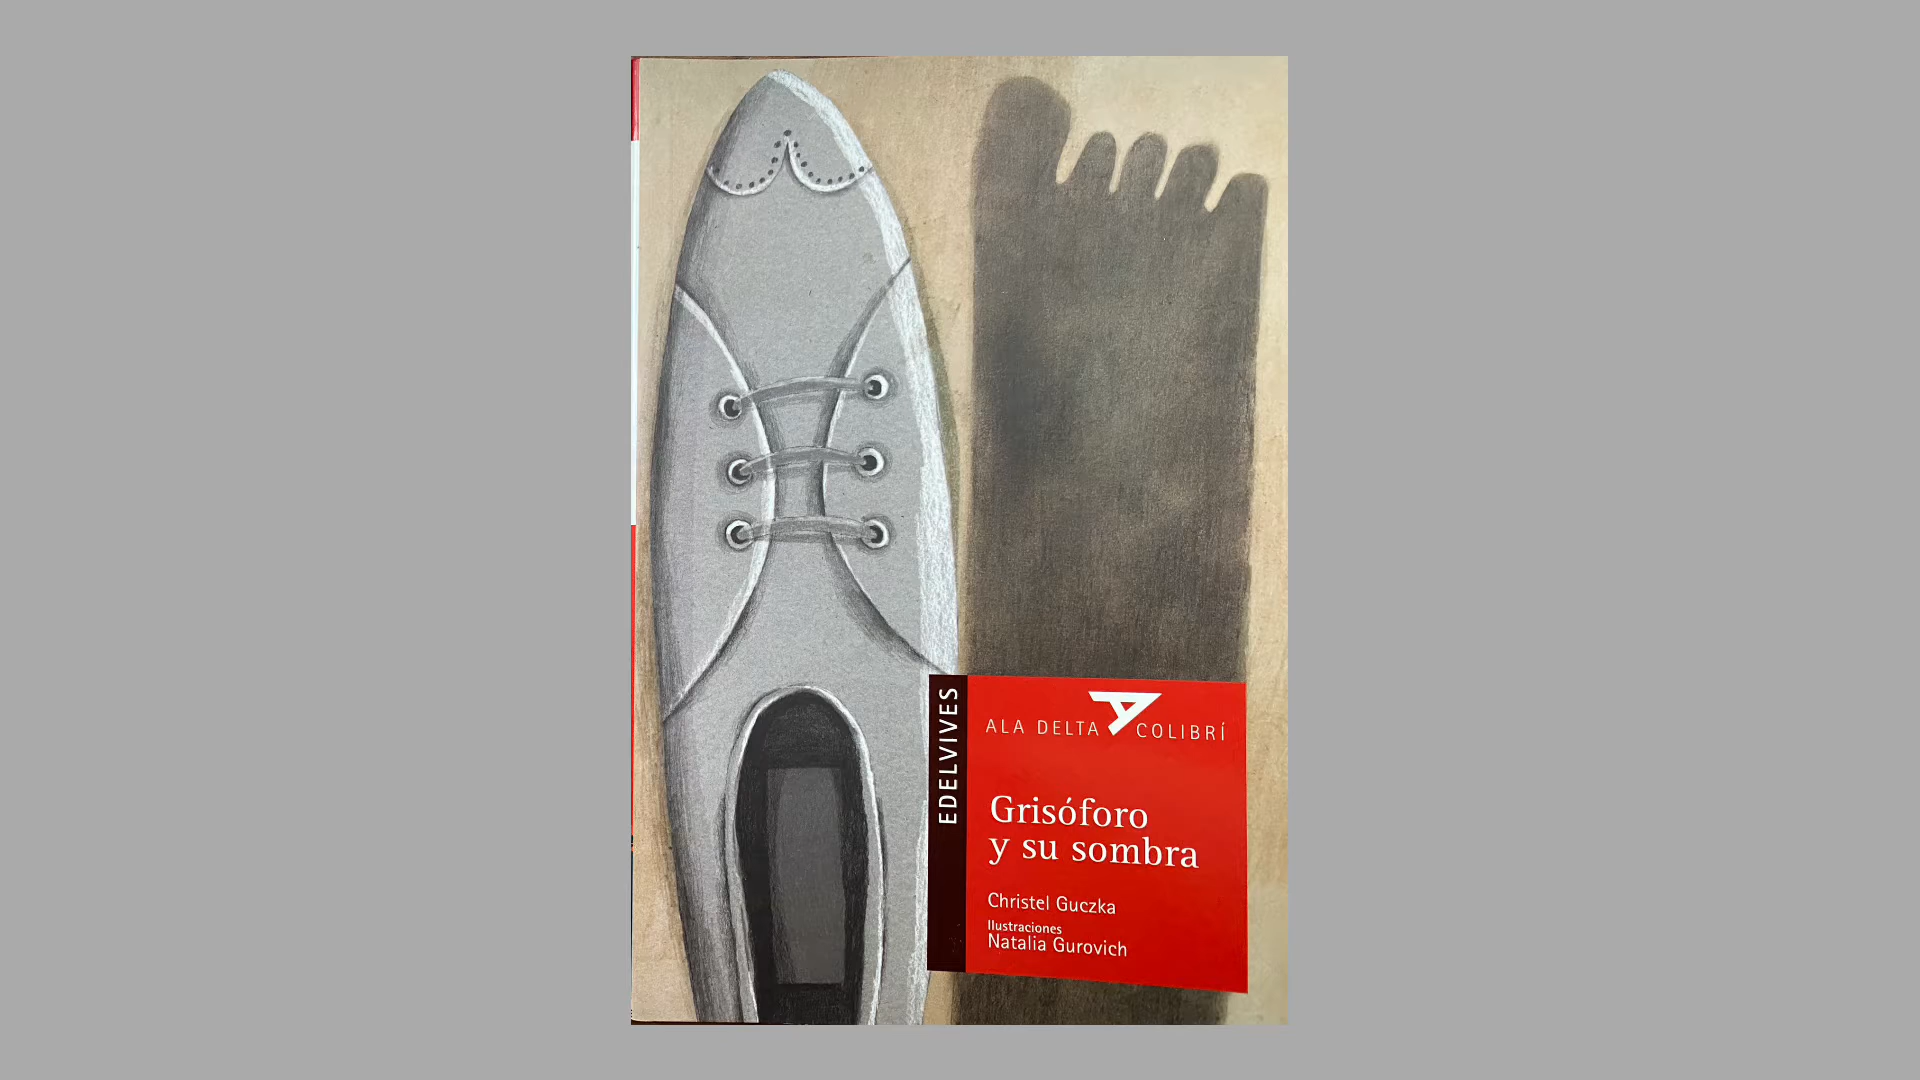 EDELVIVES
ALA DELTA COLIBRÍ
Grisóforo
y su sombra
Christel Guczka
Ilustraciones
Natalia Gurovich